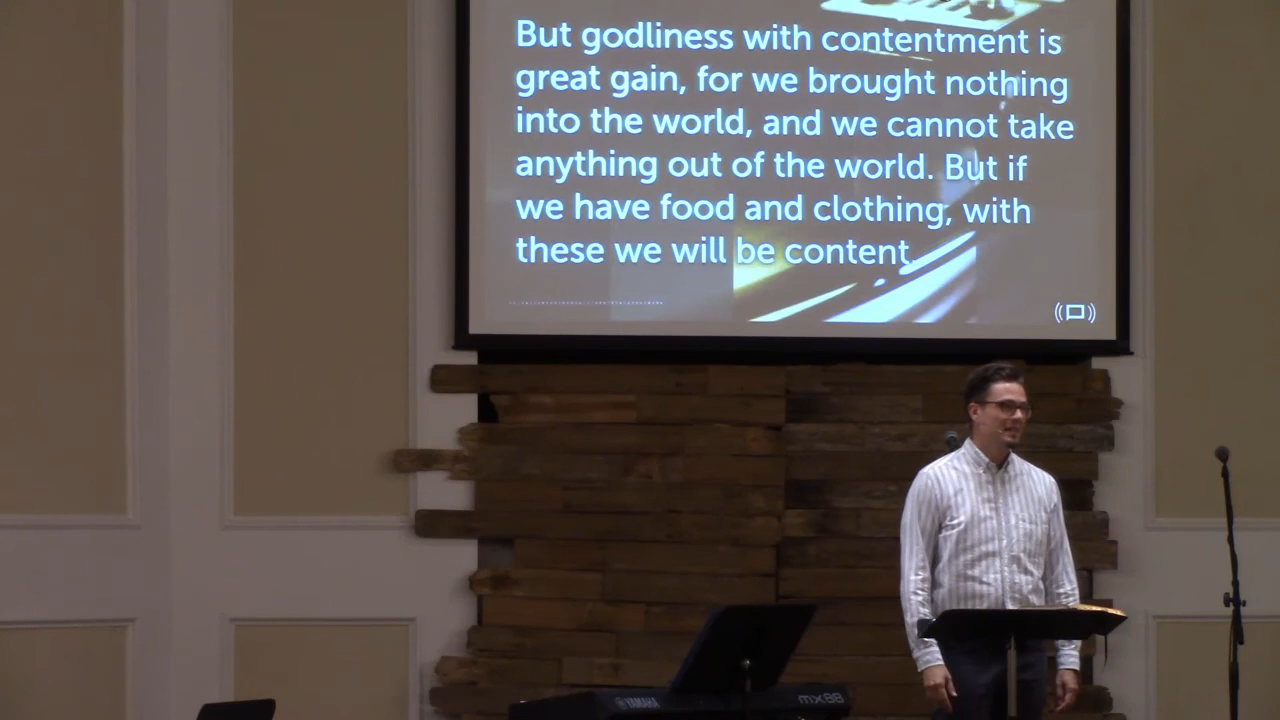 But godliness with contentment is
great gain, for we brought nothing
into the world, and we cannot take
anything out of the world. But if
we have food and clothing, with
these we will be content.
YAMAHA
MX88